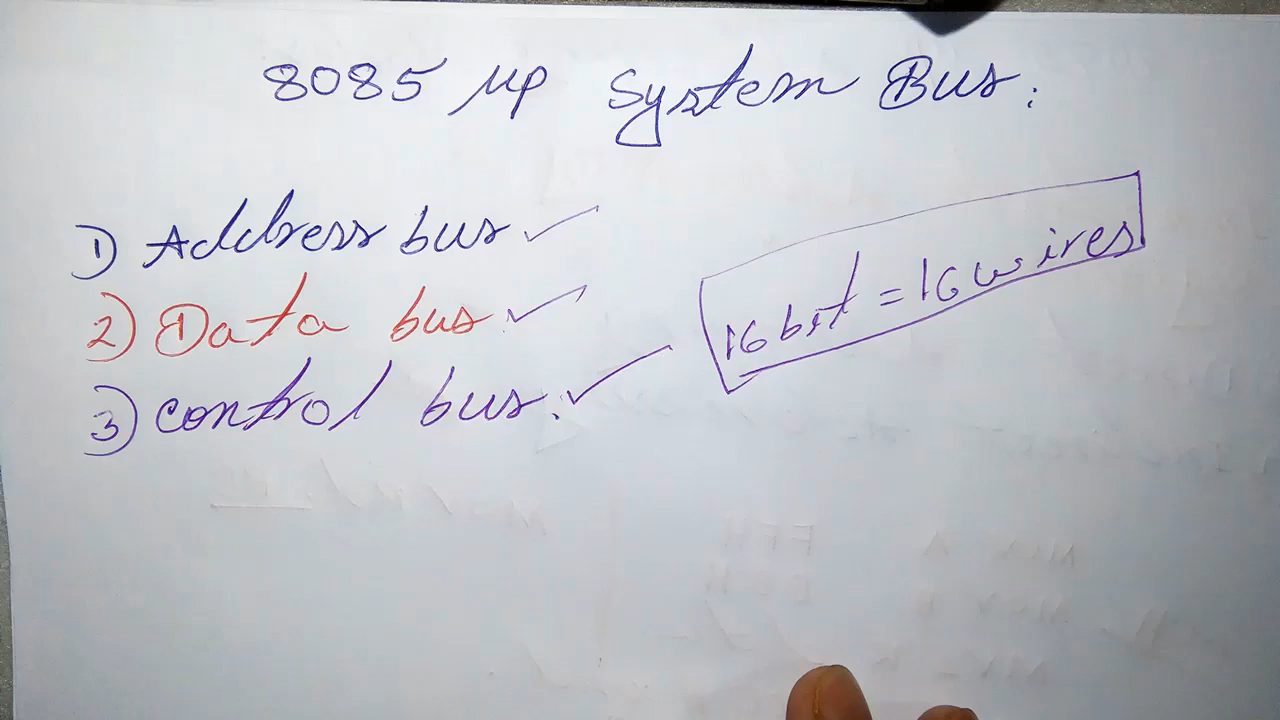 8085 μp System Bus:
1) Address bus ✓
2) Data bus ✓
3) control bus. ✓
16 bit = 16 wires